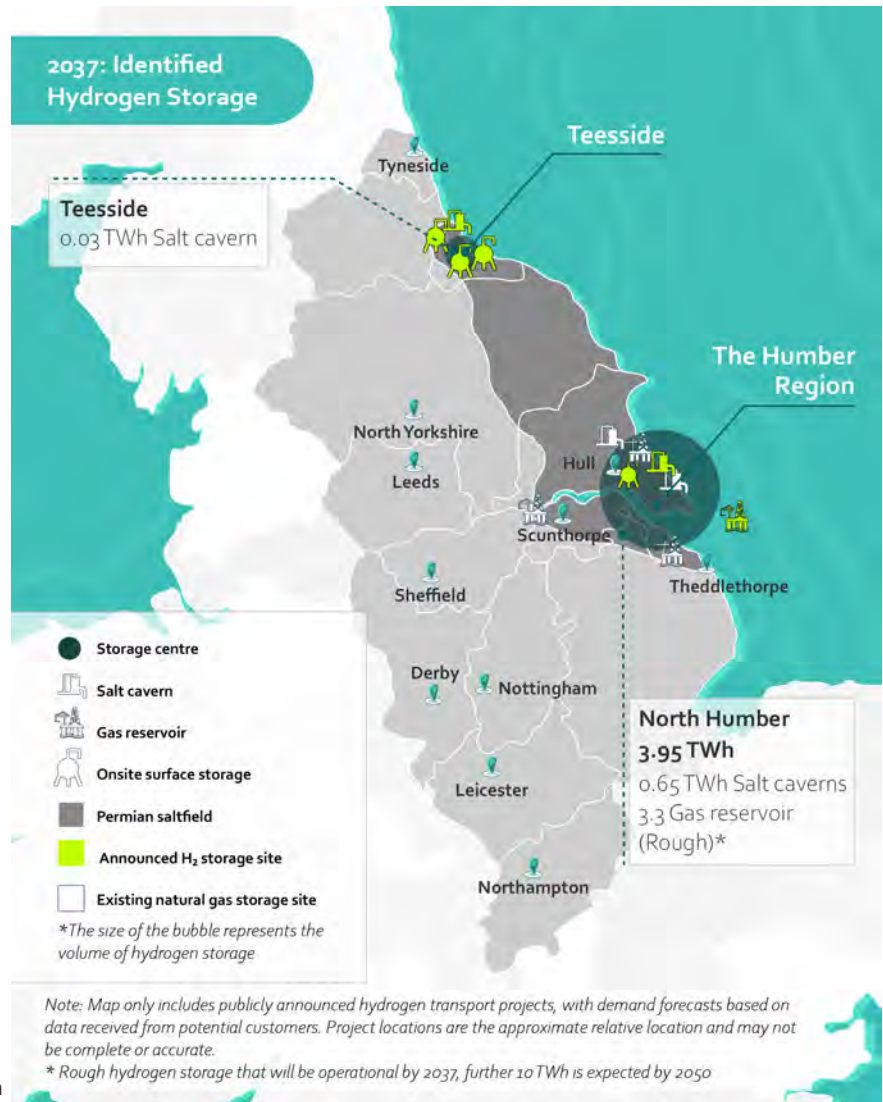 2037: Identified
Hydrogen Storage
Teesside
Tyneside
Teesside
0.03 TWh Salt cavern
The Humber
Region
North Yorkshire
Leeds
Hull
Scunthorpe
Theddlethorpe
Sheffield
Derby
Nottingham
Leicester
Northampton
North Humber
3.95 TWh
0.65 TWh Salt caverns
3.3 Gas reservoir
(Rough)*
Storage centre
Salt cavern
Gas reservoir
Onsite surface storage
Permian saltfield
Announced H₂ storage site
Existing natural gas storage site
*The size of the bubble represents the
volume of hydrogen storage
Note: Map only includes publicly announced hydrogen transport projects, with demand forecasts based on
data received from potential customers. Project locations are the approximate relative location and may not
be complete or accurate.
* Rough hydrogen storage that will be operational by 2037, further 10 TWh is expected by 2050